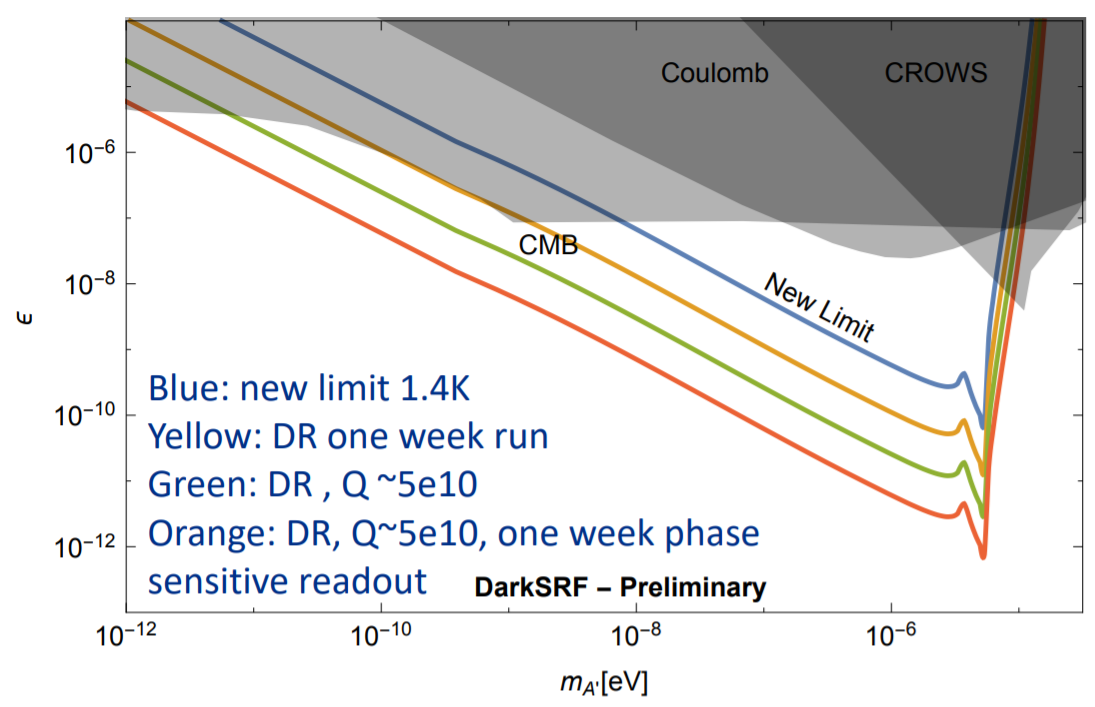 Coulomb
CROWS
10−6
CMB
10−8
New Limit
ϵ
Blue: new limit 1.4K
10−10
Yellow: DR one week run
Green: DR , Q ~5e10
Orange: DR, Q~5e10, one week phase
10−12
sensitive readout
DarkSRF – Preliminary
10−12 10−10 10−8 10−6
mA'[eV]